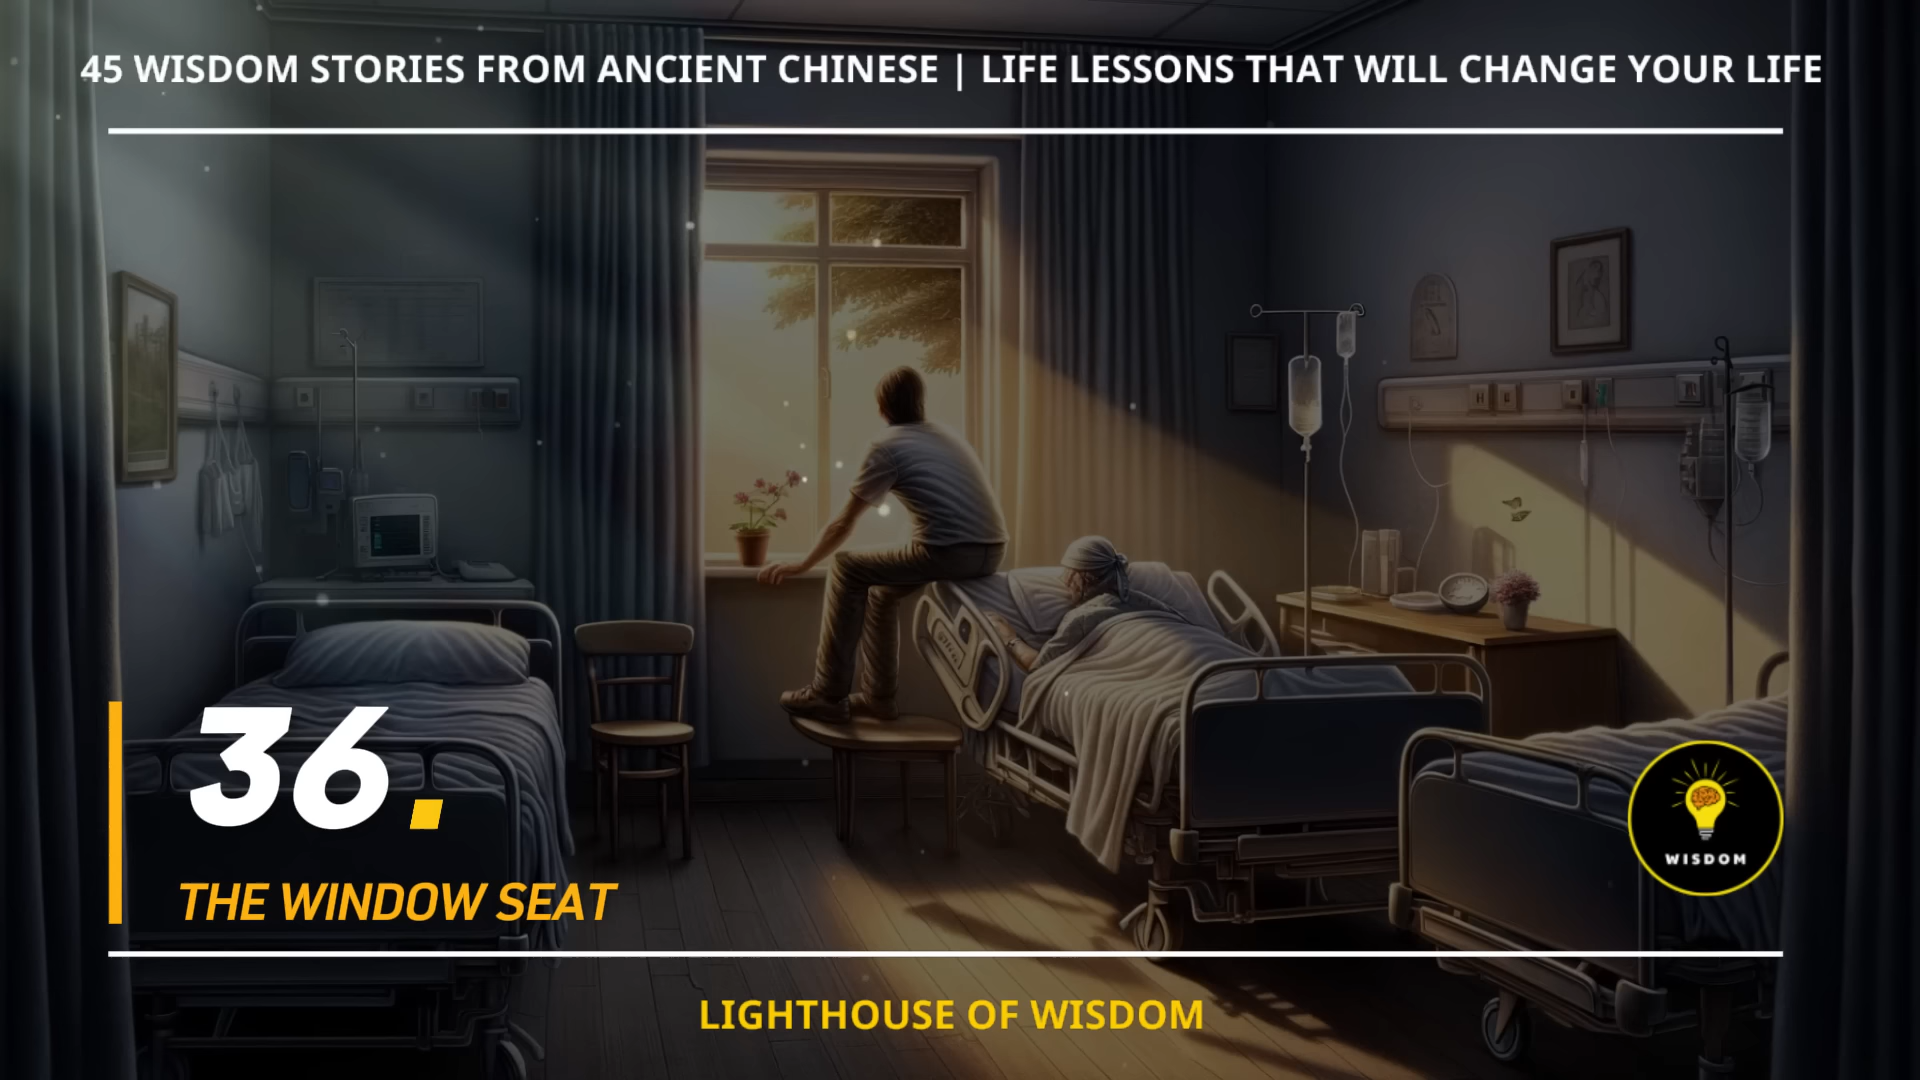 45 WISDOM STORIES FROM ANCIENT CHINESE | LIFE LESSONS THAT WILL CHANGE YOUR LIFE
36.
THE WINDOW SEAT
WISDOM
LIGHTHOUSE OF WISDOM